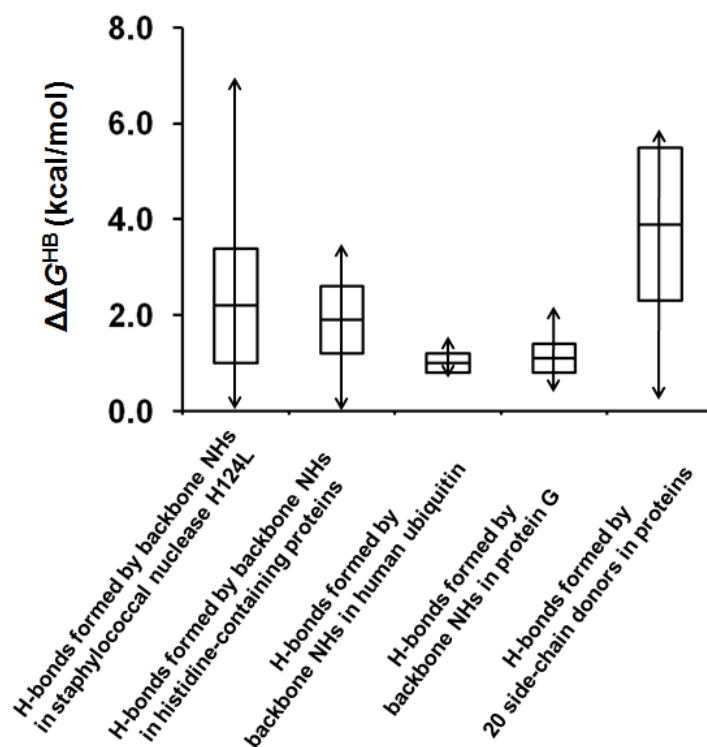 8.0
6.0
4.0
2.0
0.0
ΔΔG^HB (kcal/mol)
H-bonds formed by backbone NHs
in staphylococcal nuclease H124L
H-bonds formed by backbone NHs
in histidine-containing proteins
H-bonds formed by
backbone NHs in human ubiquitin
H-bonds formed by
backbone NHs in protein G
H-bonds formed by
20 side-chain donors in proteins